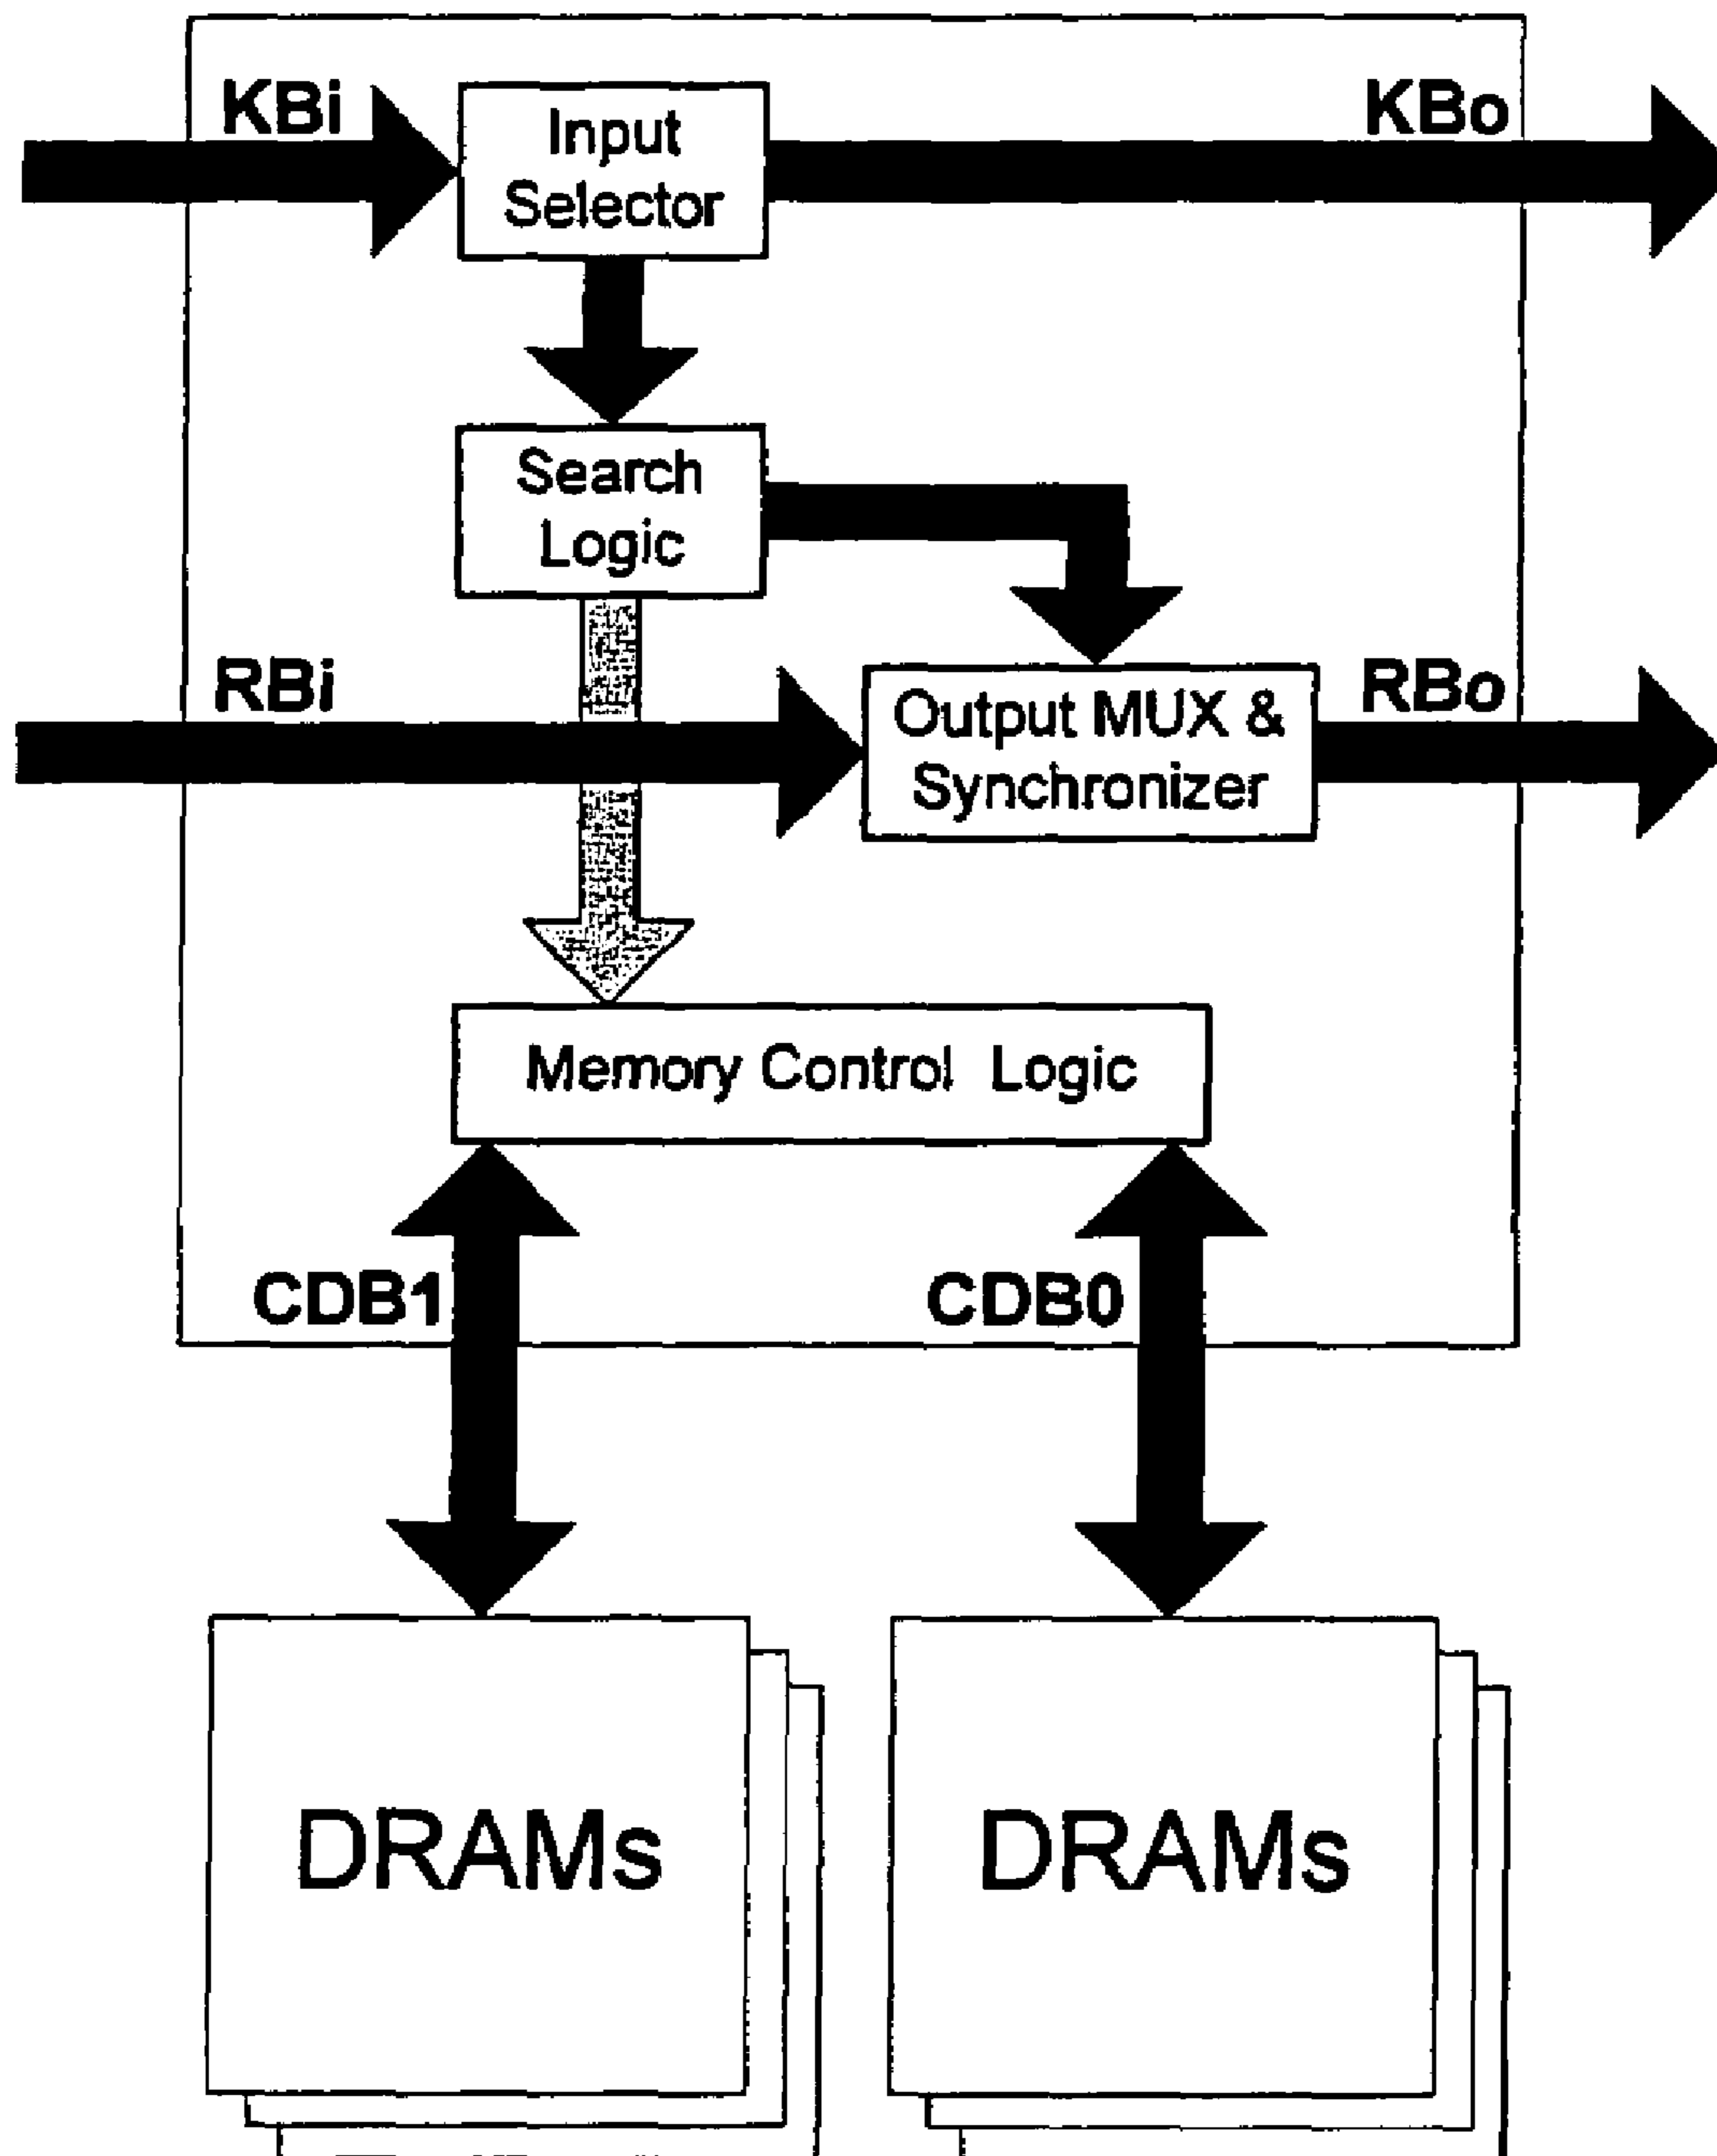 KBi
Input
Selector
KBo
Search
Logic
RBi
Output MUX &
Synchronizer
RBo
Memory Control Logic
CDB1
CDB0
DRAMs
DRAMs